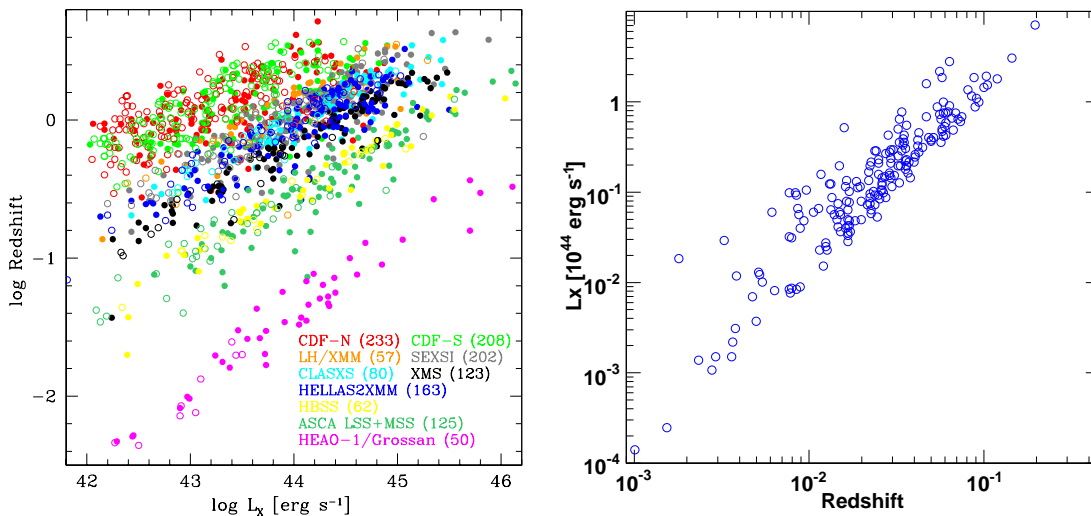 0
-1
-2
log Redshift
42 43 44 45 46
log L_X [erg s⁻¹]
CDF-N (233) CDF-S (208)
LH/XMM (57) SEXSI (202)
CLASXS (80) XMS (123)
HELLAS2XMM (163)
HBSS (62)
ASCA LSS+MSS (125)
HEAO-1/Grossan (50)
1
10⁻¹
10⁻²
10⁻³
10⁻⁴
Lx [10⁴⁴ erg s⁻¹]
10⁻³ 10⁻² 10⁻¹
Redshift